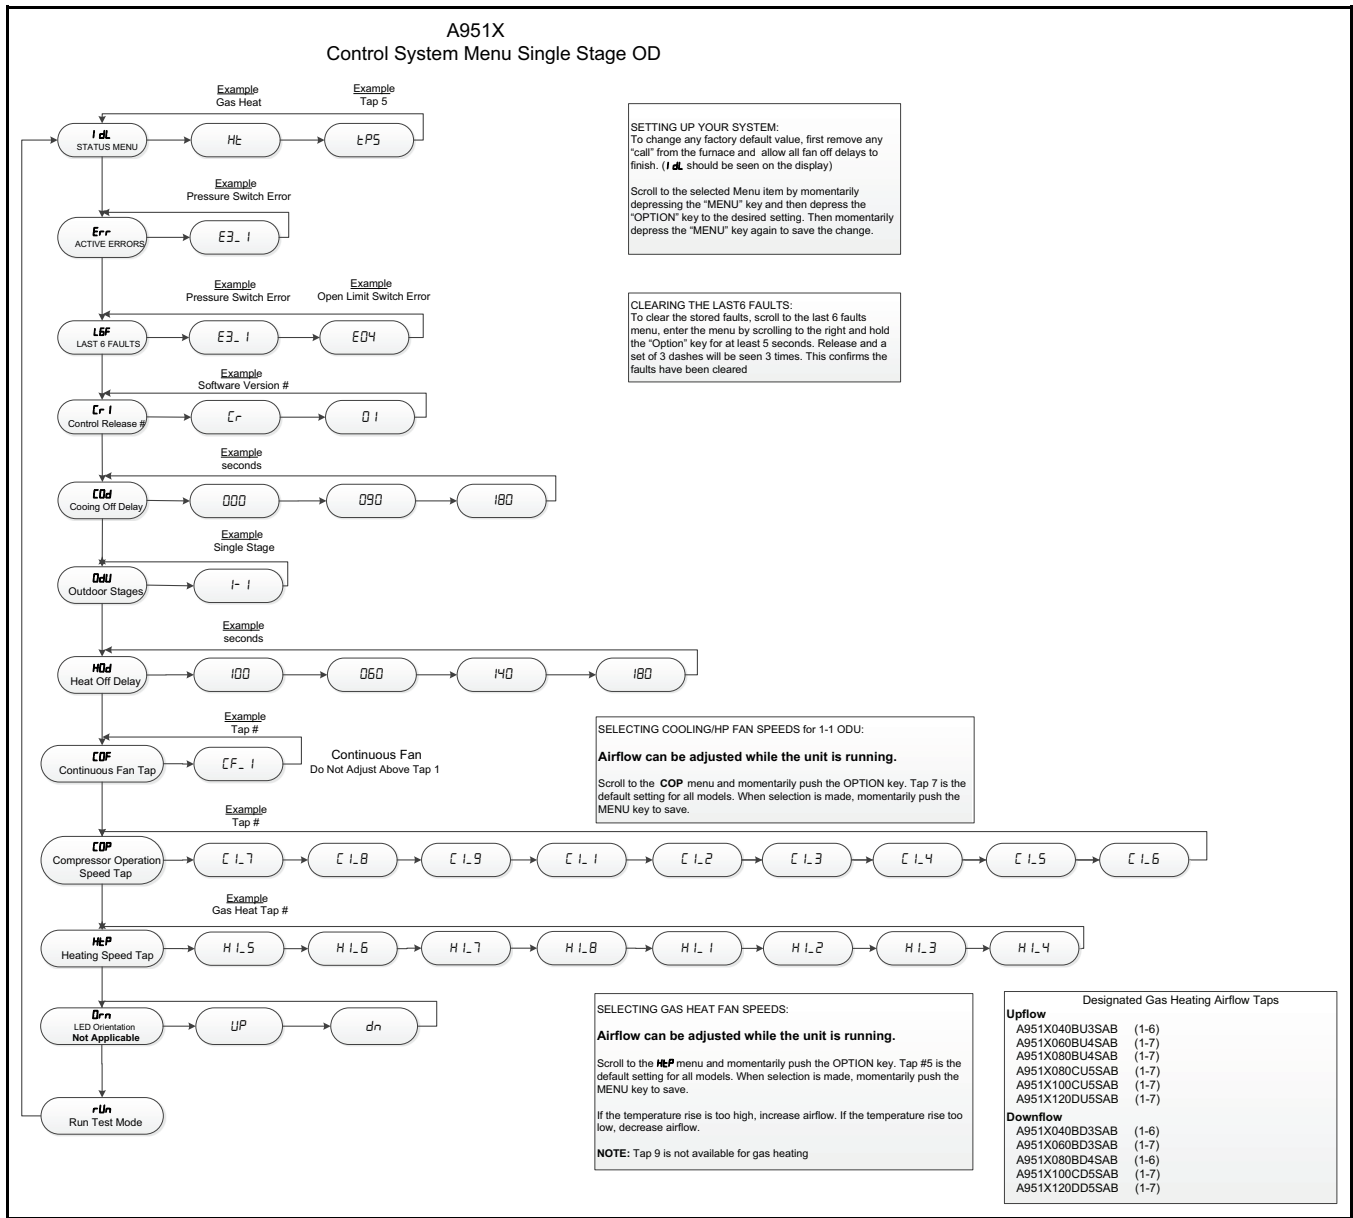 A951X
Control System Menu Single Stage OD
Example
Gas Heat
Example
Tap 5
IdL
STATUS MENU
Ht
tP5
Example
Pressure Switch Error
Err
ACTIVE ERRORS
E3_1
Example
Pressure Switch Error
Example
Open Limit Switch Error
L6F
LAST 6 FAULTS
E3_1
E04
Example
Software Version #
Cr1
Control Release #
Cr
01
Example
seconds
C0d
Cooing Off Delay
000
090
180
Example
Single Stage
OdU
Outdoor Stages
1-1
Example
seconds
H0d
Heat Off Delay
100
060
140
180
Example
Tap #
C0F
Continuous Fan Tap
CF_1
Continuous Fan
Do Not Adjust Above Tap 1
Example
Tap #
C0P
Compressor Operation
Speed Tap
C1_7
C1_8
C1_9
C1_1
C1_2
C1_3
C1_4
C1_5
C1_6
Example
Gas Heat Tap #
HtP
Heating Speed Tap
H1_5
H1_6
H1_7
H1_8
H1_1
H1_2
H1_3
H1_4
Orn
LED Orientation
Not Applicable
UP
dn
rUn
Run Test Mode
SETTING UP YOUR SYSTEM:
To change any factory default value, first remove any
“call” from the furnace and allow all fan off delays to
finish. (IdL should be seen on the display)
Scroll to the selected Menu item by momentarily
depressing the “MENU” key and then depress the
“OPTION” key to the desired setting. Then momentarily
depress the “MENU” key again to save the change.
CLEARING THE LAST6 FAULTS:
To clear the stored faults, scroll to the last 6 faults
menu, enter the menu by scrolling to the right and hold
the “Option” key for at least 5 seconds. Release and a
set of 3 dashes will be seen 3 times. This confirms the
faults have been cleared
SELECTING COOLING/HP FAN SPEEDS for 1-1 ODU:
Airflow can be adjusted while the unit is running.
Scroll to the COP menu and momentarily push the OPTION key. Tap 7 is the
default setting for all models. When selection is made, momentarily push the
MENU key to save.
SELECTING GAS HEAT FAN SPEEDS:
Airflow can be adjusted while the unit is running.
Scroll to the HtP menu and momentarily push the OPTION key. Tap #5 is the
default setting for all models. When selection is made, momentarily push the
MENU key to save.
If the temperature rise is too high, increase airflow. If the temperature rise too
low, decrease airflow.
NOTE: Tap 9 is not available for gas heating
Designated Gas Heating Airflow Taps
Upflow
A951X040BU3SAB (1-6)
A951X060BU4SAB (1-7)
A951X080BU4SAB (1-7)
A951X080CU5SAB (1-7)
A951X100CU5SAB (1-7)
A951X120DU5SAB (1-7)
Downflow
A951X040BD3SAB (1-6)
A951X060BD3SAB (1-7)
A951X080BD4SAB (1-6)
A951X100CD5SAB (1-7)
A951X120DD5SAB (1-7)